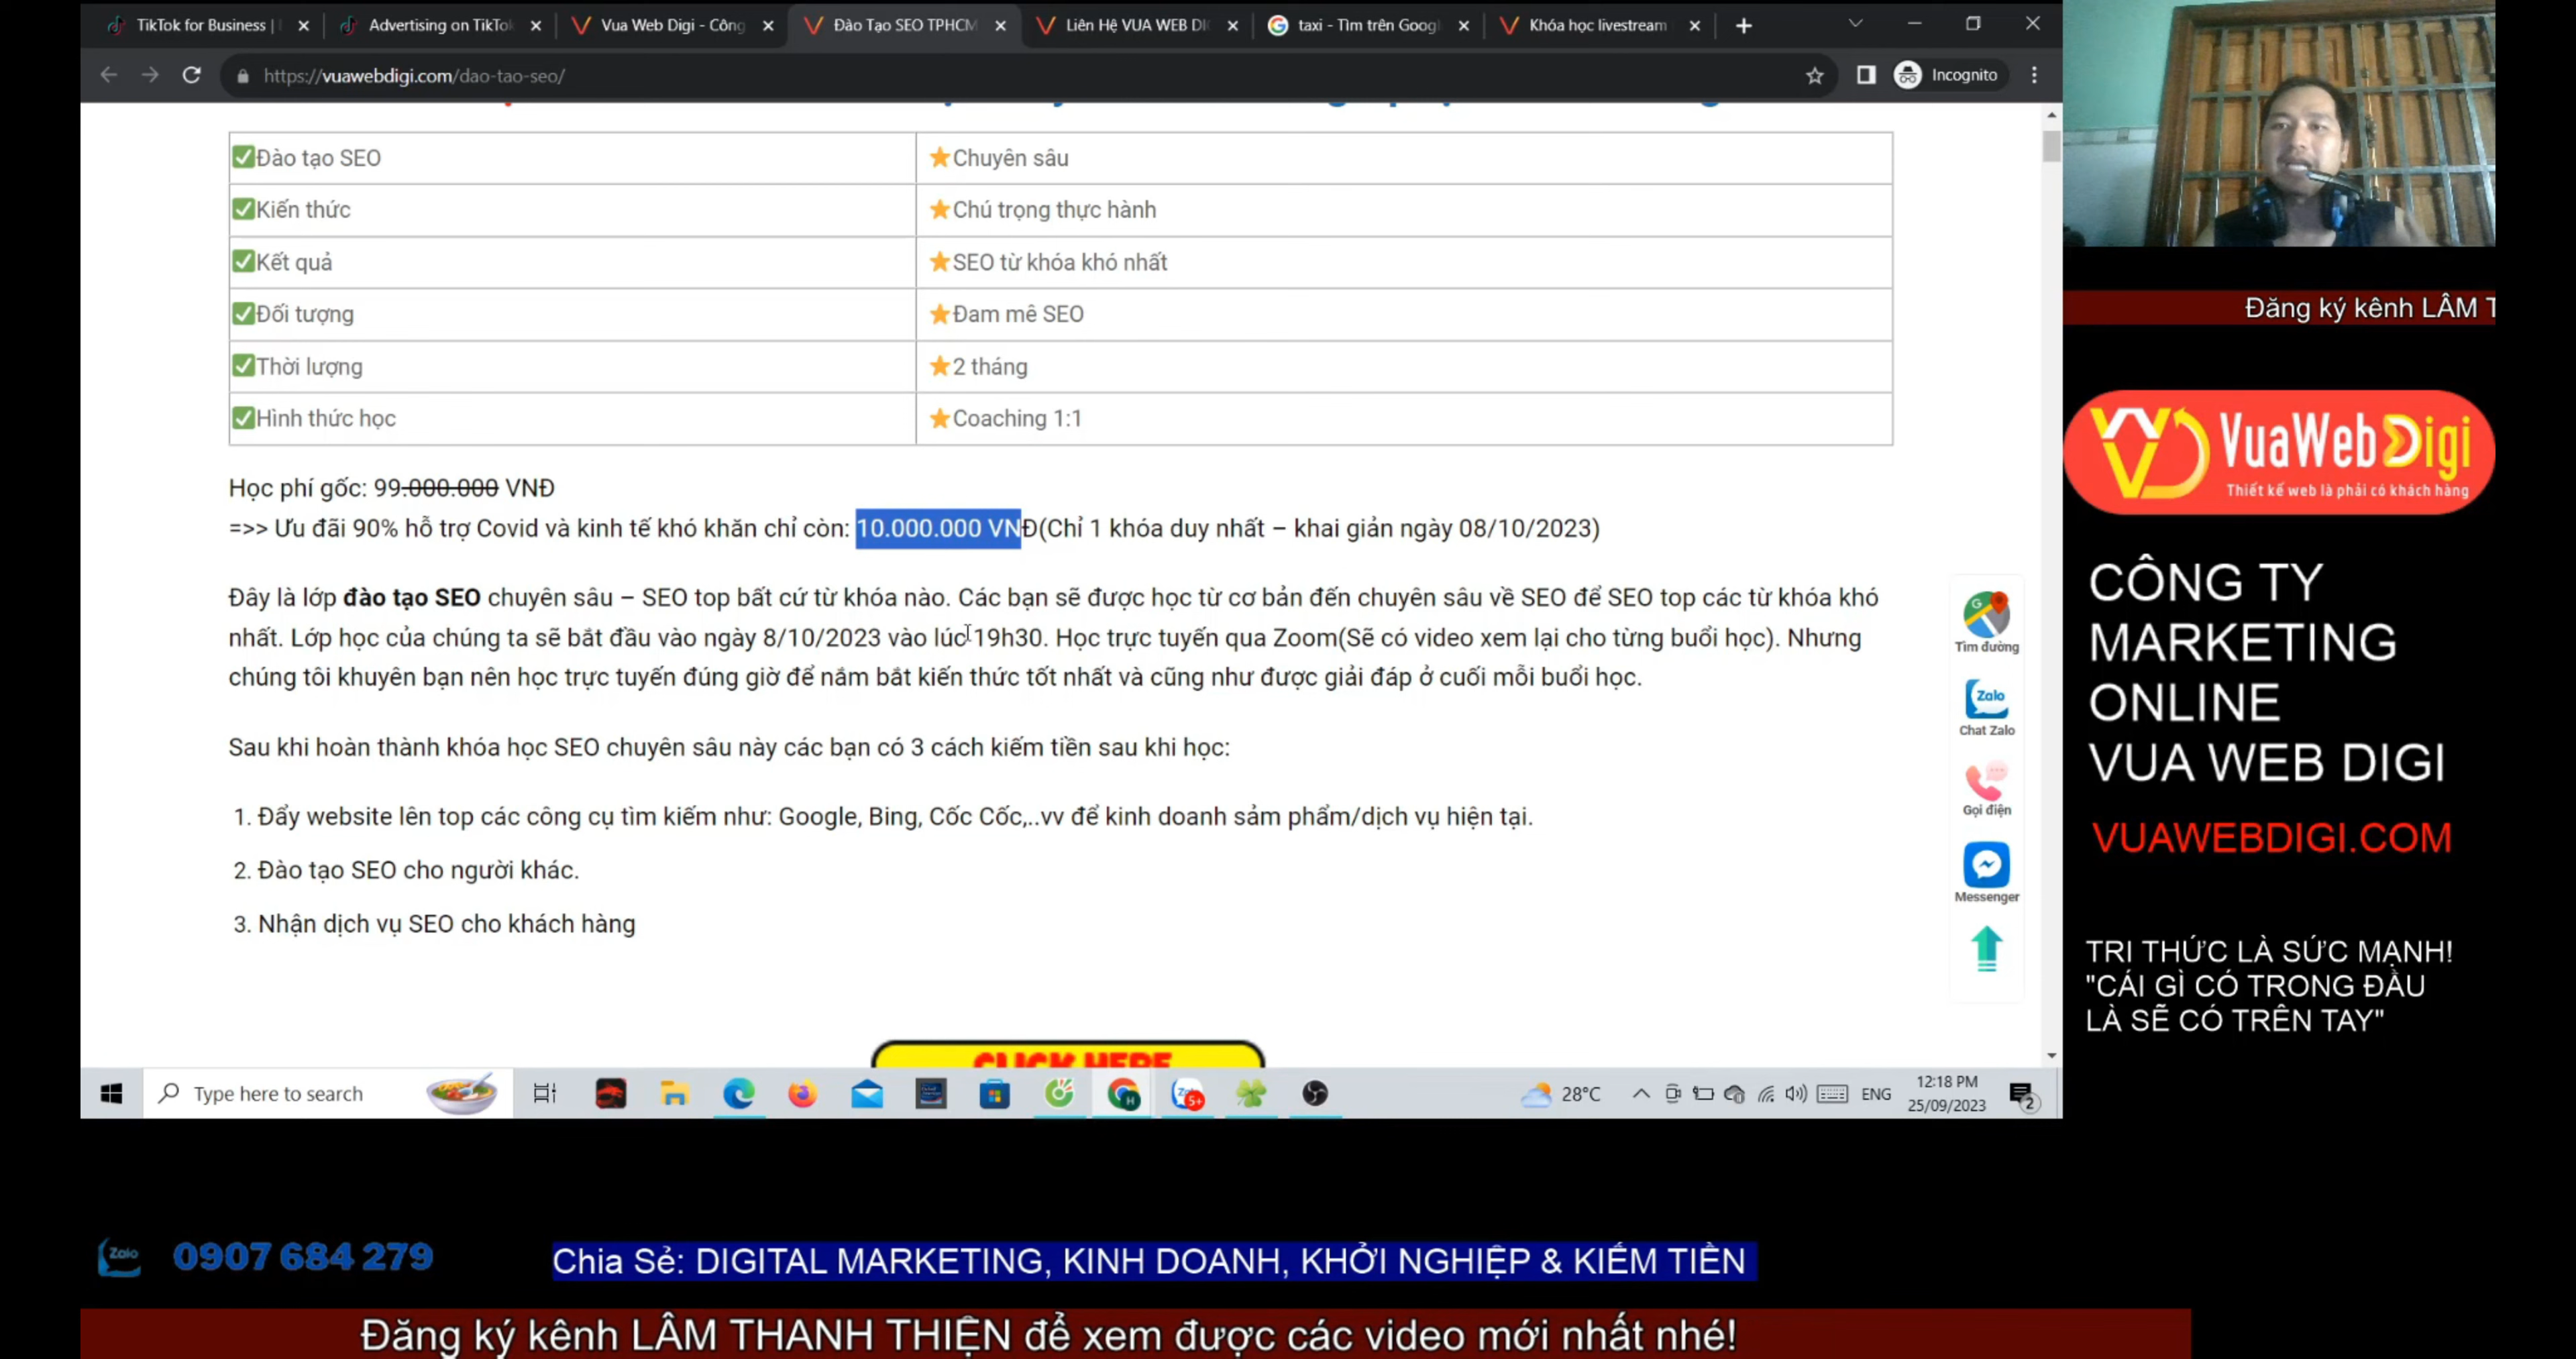 TikTok for Business |
Advertising on TikTok
Vua Web Digi - Công
Đào Tạo SEO TPHCM
Liên Hệ VUA WEB DI
taxi - Tìm trên Googl
Khóa học livestream
https://vuawebdigi.com/dao-tao-seo/
Incognito
Đào tạo SEO
Chuyên sâu
Kiến thức
Chú trọng thực hành
Kết quả
SEO từ khóa khó nhất
Đối tượng
Đam mê SEO
Thời lượng
2 tháng
Hình thức học
Coaching 1:1
Học phí gốc: 99.000.000 VNĐ
=>> Ưu đãi 90% hỗ trợ Covid và kinh tế khó khăn chỉ còn: 10.000.000 VNĐ(Chỉ 1 khóa duy nhất – khai giản ngày 08/10/2023)
Đây là lớp đào tạo SEO chuyên sâu – SEO top bất cứ từ khóa nào. Các bạn sẽ được học từ cơ bản đến chuyên sâu về SEO để SEO top các từ khóa khó
nhất. Lớp học của chúng ta sẽ bắt đầu vào ngày 8/10/2023 vào lúc 19h30. Học trực tuyến qua Zoom(Sẽ có video xem lại cho từng buổi học). Nhưng
chúng tôi khuyên bạn nên học trực tuyến đúng giờ để nắm bắt kiến thức tốt nhất và cũng như được giải đáp ở cuối mỗi buổi học.
Sau khi hoàn thành khóa học SEO chuyên sâu này các bạn có 3 cách kiếm tiền sau khi học:
1. Đẩy website lên top các công cụ tìm kiếm như: Google, Bing, Cốc Cốc,..vv để kinh doanh sảm phẩm/dịch vụ hiện tại.
2. Đào tạo SEO cho người khác.
3. Nhận dịch vụ SEO cho khách hàng
CLICK HERE
Tìm đường
Zalo
Chat Zalo
Gọi điện
Messenger
Type here to search
28°C
ENG
12:18 PM
25/09/2023
2
Đăng ký kênh LÂM T
VuaWebDigi
Thiết kế web là phải có khách hàng
CÔNG TY
MARKETING
ONLINE
VUA WEB DIGI
VUAWEBDIGI.COM
TRI THỨC LÀ SỨC MẠNH!
"CÁI GÌ CÓ TRONG ĐẦU
LÀ SẼ CÓ TRÊN TAY"
Zalo
0907 684 279
Chia Sẻ: DIGITAL MARKETING, KINH DOANH, KHỞI NGHIỆP & KIẾM TIỀN
Đăng ký kênh LÂM THANH THIỆN để xem được các video mới nhất nhé!